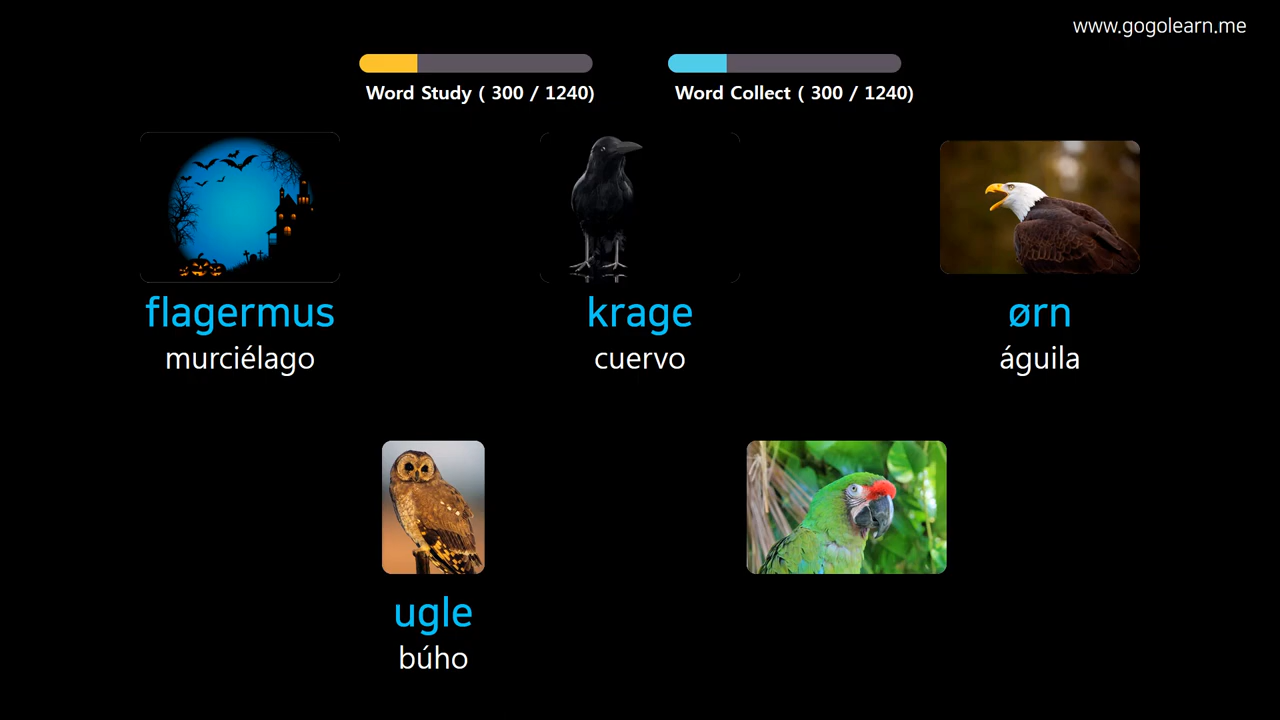 www.gogolearn.me
Word Study ( 300 / 1240)
Word Collect ( 300 / 1240)
flagermus
murciélago
krage
cuervo
ørn
águila
ugle
búho